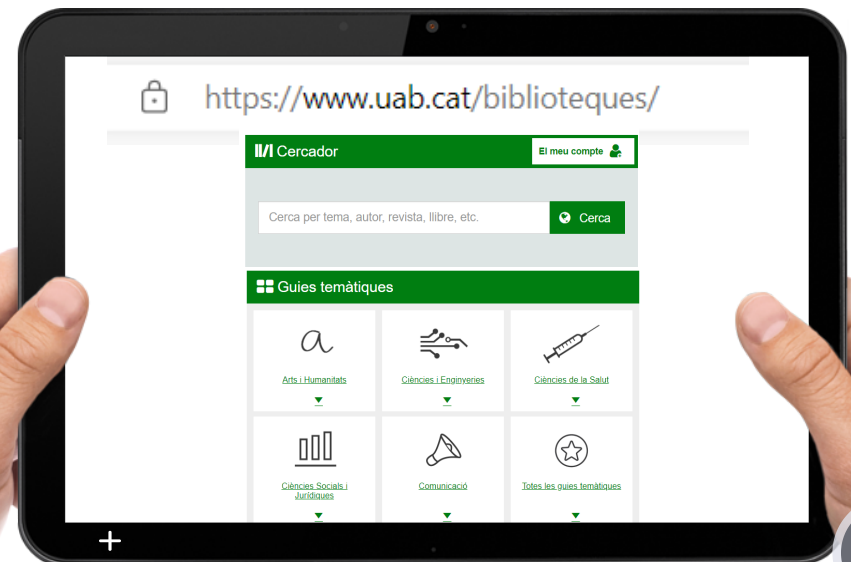 https://www.uab.cat/biblioteques/
Cercador
El meu compte
Cerca per tema, autor, revista, llibre, etc.
Cerca
Guies temàtiques
Arts i Humanitats
Ciències i Enginyeries
Ciències de la Salut
Ciències Socials i
Jurídiques
Comunicació
Totes les guies temàtiques